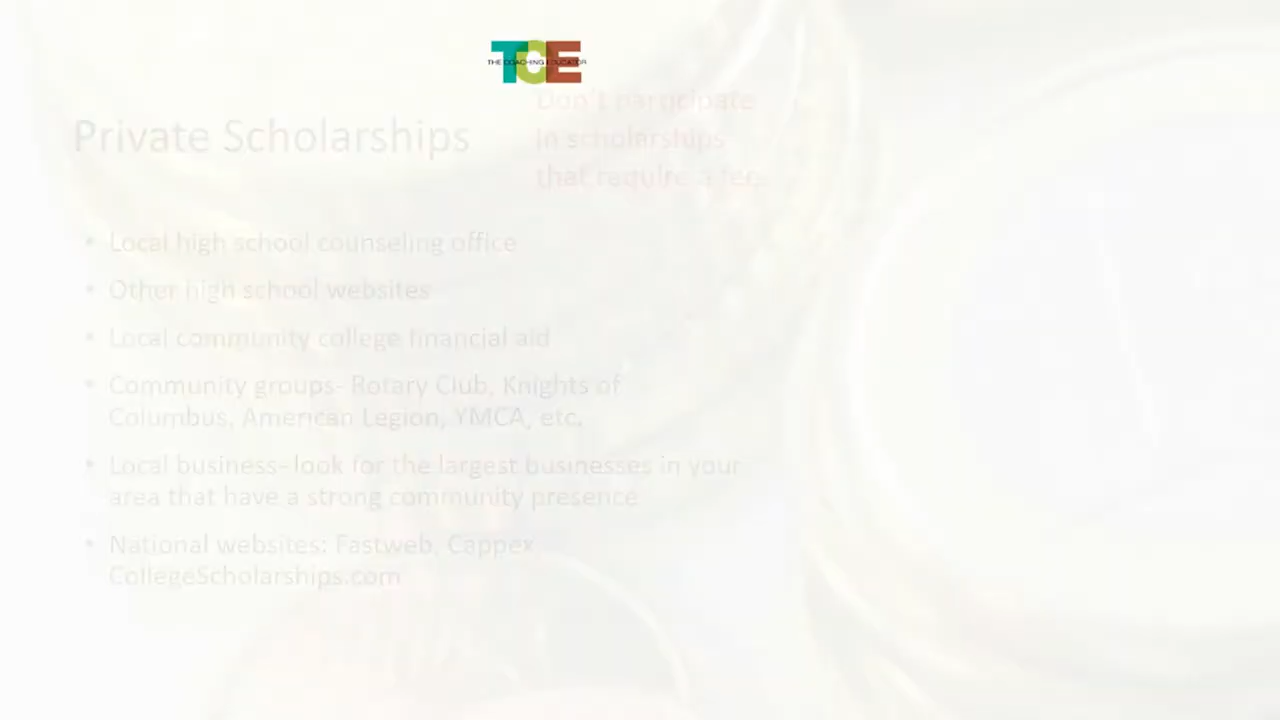 TCE
THE COACHING EDUCATOR
Private Scholarships
Don't participate
in scholarships
that require a fee
• Local high school counseling office
• Other high school websites
• Local community college financial aid
• Community groups- Rotary Club, Knights of
Columbus, American Legion, YMCA, etc.
• Local business- look for the largest businesses in your
area that have a strong community presence
• National websites: Fastweb, Cappex
CollegeScholarships.com